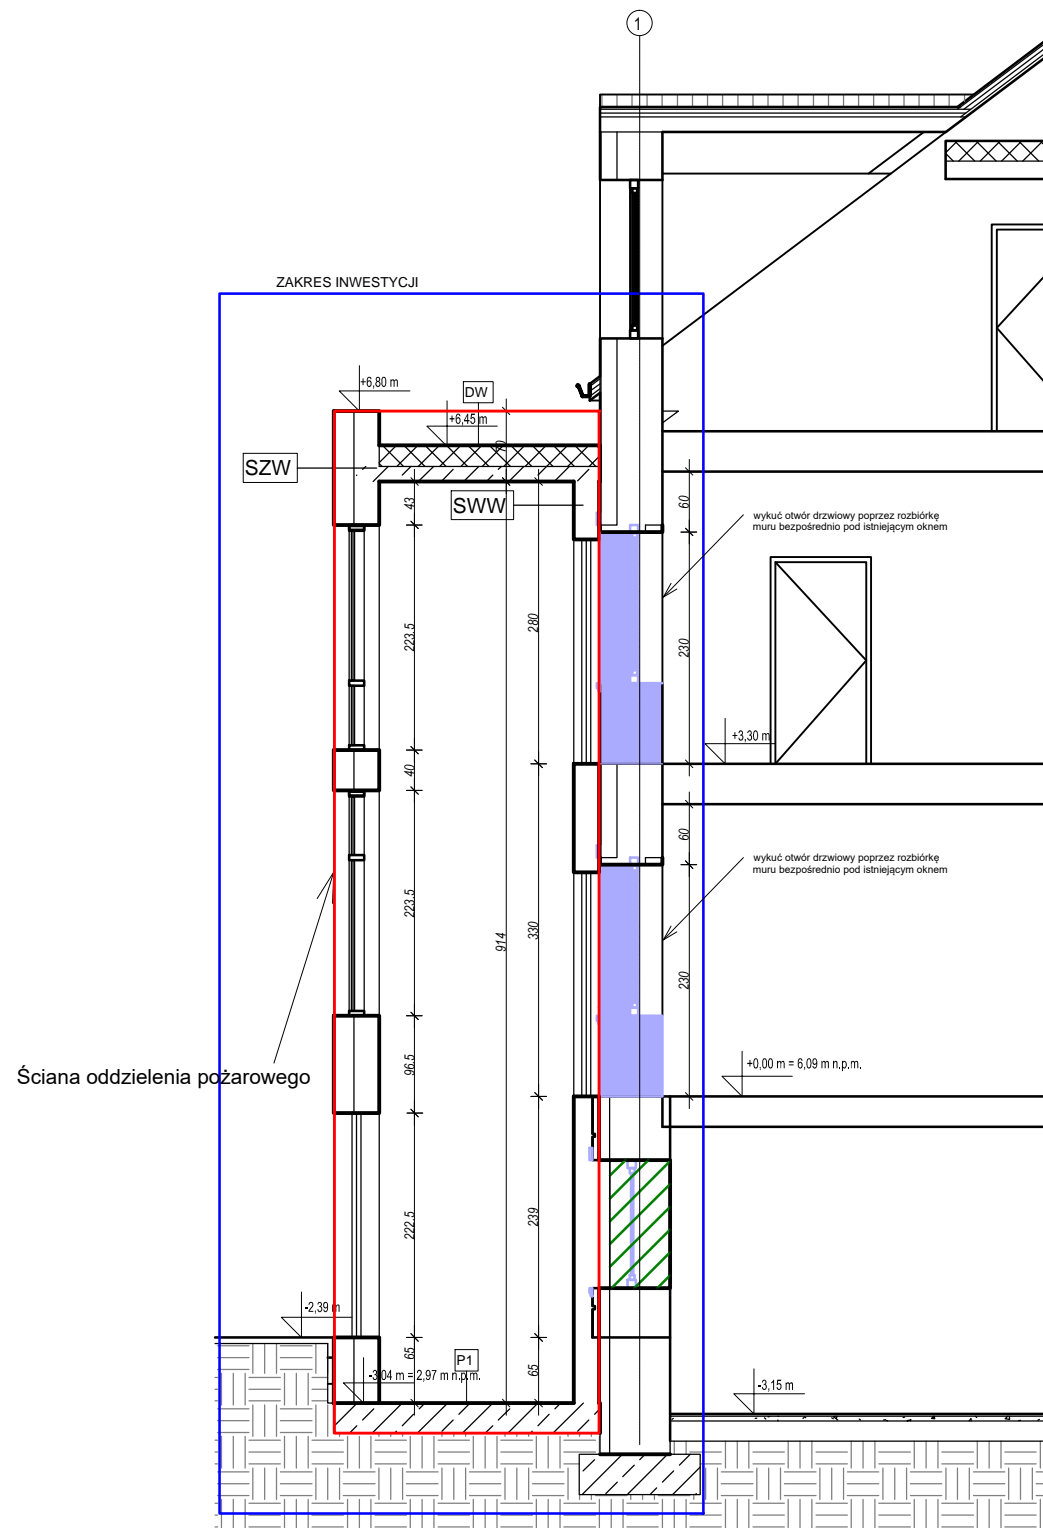 1
ZAKRES INWESTYCJI
+6,80 m
DW
+6,45 m
70
SZW
SWW
43
60
wykuć otwór drzwiowy poprzez rozbiórkę
muru bezpośrednio pod istniejącym oknem
223.5
280
230
+3,30 m
40
60
wykuć otwór drzwiowy poprzez rozbiórkę
muru bezpośrednio pod istniejącym oknem
223.5
914
330
230
96.5
+0,00 m = 6,09 m n.p.m.
Ściana oddzielenia pożarowego
222.5
239
-2,39 m
65
P1
65
-3,04 m = 2,97 m n.p.m.
-3,15 m